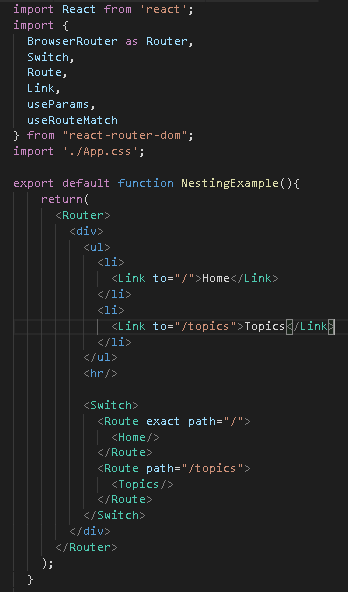 import React from 'react';
import {
  BrowserRouter as Router,
  Switch,
  Route,
  Link,
  useParams,
  useRouteMatch
} from "react-router-dom";
import './App.css';

export default function NestingExample(){
    return(
      <Router>
        <div>
          <ul>
            <li>
              <Link to="/">Home</Link>
            </li>
            <li>
              <Link to="/topics">Topics</Link>
            </li>
          </ul>
          <hr/>

          <Switch>
            <Route exact path="/">
              <Home/>
            </Route>
            <Route path="/topics">
              <Topics/>
            </Route>
          </Switch>
        </div>
      </Router>
    );
  }